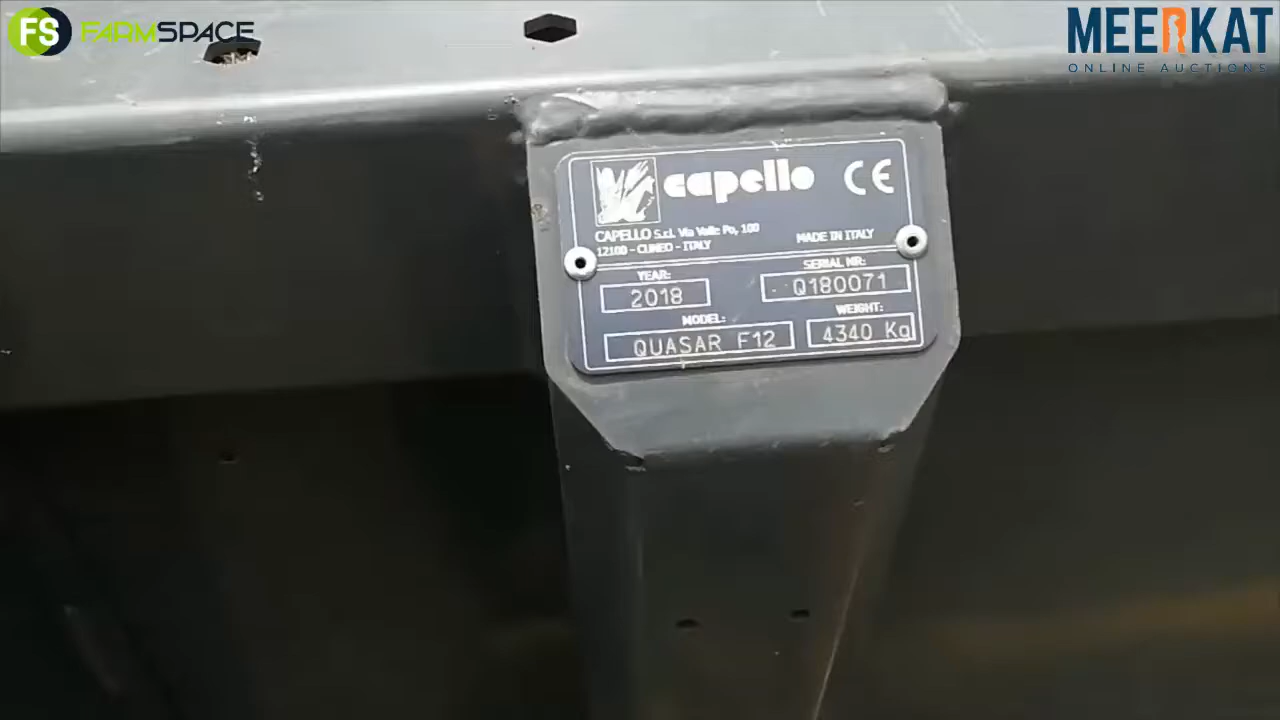 FS FARMSPACE
MEERKAT
ONLINE AUCTIONS
capello CE
CAPELLO S.r.l. Via Valle Po, 100
12100 - CUNEO - ITALY
MADE IN ITALY
YEAR:
2018
SERIAL NR:
Q180071
MODEL:
QUASAR F12
WEIGHT:
4340 Kg